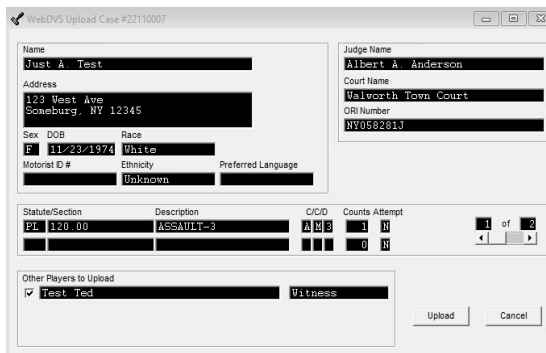 WebDVS Upload Case #22110007
Name
Just A. Test
Address
123 West Ave
Someburg, NY 12345
Sex DOB Race
F 11/23/1974 White
Motorist ID # Ethnicity Preferred Language
Unknown
Judge Name
Albert A. Anderson
Court Name
Walworth Town Court
ORI Number
NY058281J
Statute/Section Description C/C/D Counts Attempt
PL 120.00 ASSAULT-3 A M 3 1 N 1 of 2
0 N
Other Players to Upload
Test Ted Witness
Upload Cancel